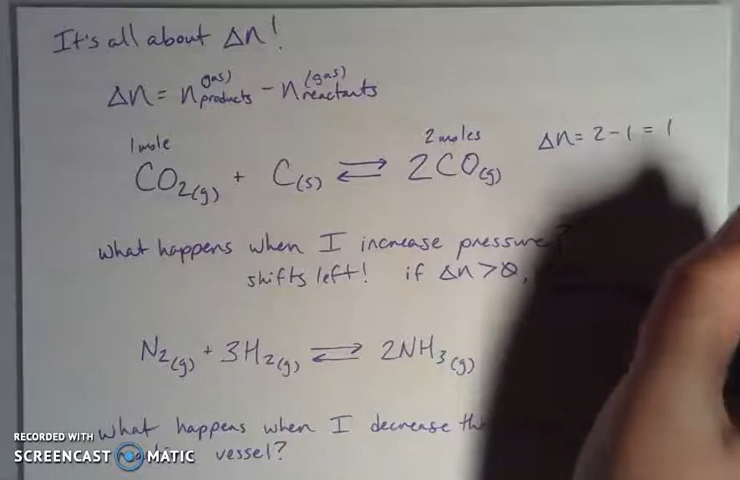 It's all about Δn!
Δn = n products (gas) - n reactants (gas)
1 mole 2 moles
CO2(g) + C(s) ⇌ 2CO(g) Δn = 2 - 1 = 1
what happens when I increase pressure?
shifts left! if Δn > 0,
N2(g) + 3H2(g) ⇌ 2NH3(g)
what happens when I decrease the
vessel?
RECORDED WITH
SCREENCAST MATIC